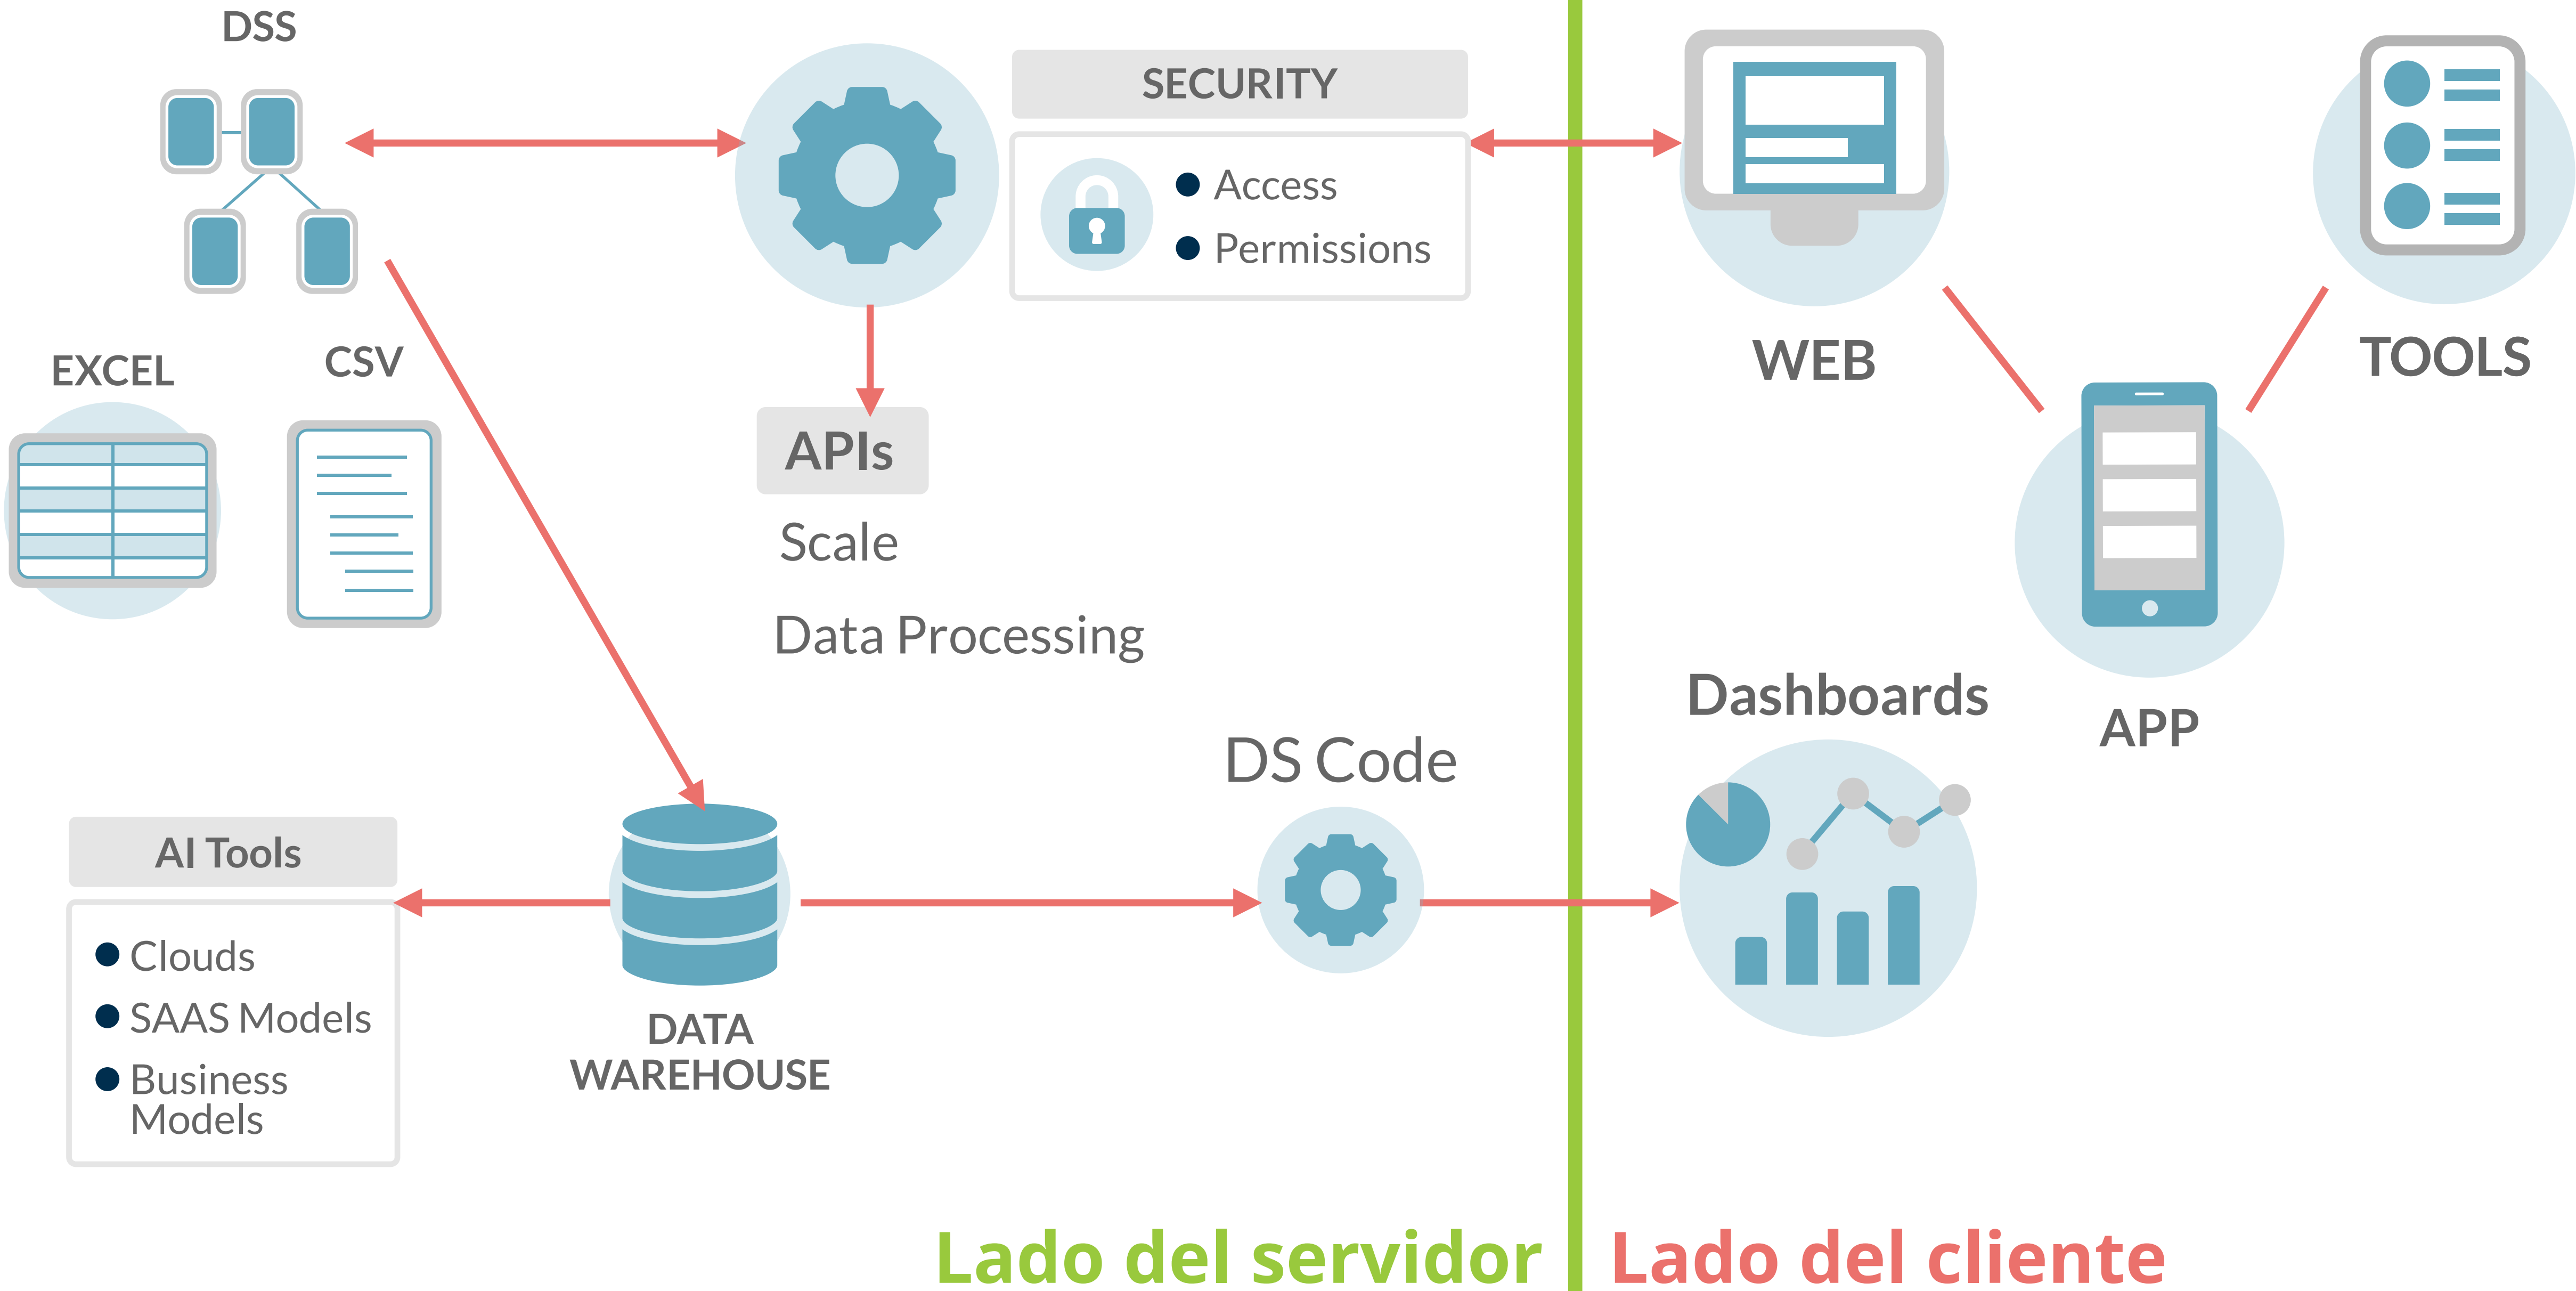 DSS
SECURITY
Access
Permissions
EXCEL
CSV
APIs
Scale
Data Processing
WEB
TOOLS
APP
Dashboards
DS Code
AI Tools
Clouds
SAAS Models
Business
Models
DATA
WAREHOUSE
Lado del servidor
Lado del cliente